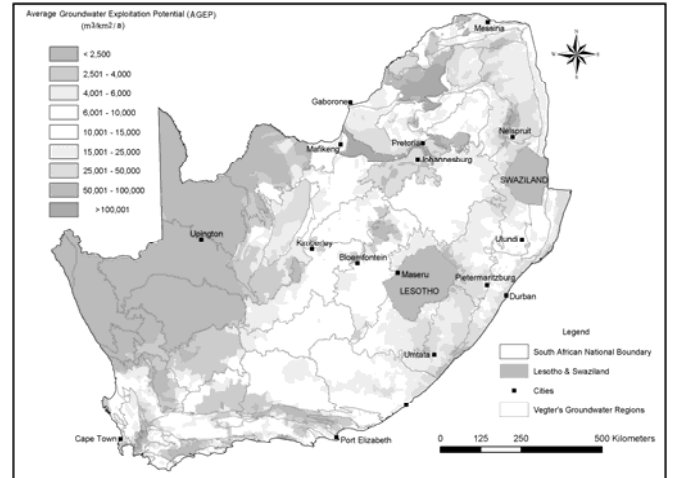 Average Groundwater Exploitation Potential (AGEP)
(m3/km2/a)
< 2,500
2,501 - 4,000
4,001 - 6,000
6,001 - 10,000
10,001 - 15,000
15,001 - 25,000
25,001 - 50,000
50,001 - 100,000
>100,001
Messina
N
W
E
S
Gaborone
Mafikeng
Pretoria
Johannesburg
Nelspruit
SWAZILAND
Upington
Kimberley
Bloemfontein
Maseru
LESOTHO
Ulundi
Pietermaritzburg
Durban
Umtata
Cape Town
Port Elizabeth
Legend
South African National Boundary
Lesotho & Swaziland
Cities
Vegter's Groundwater Regions
0 125 250 500 Kilometers